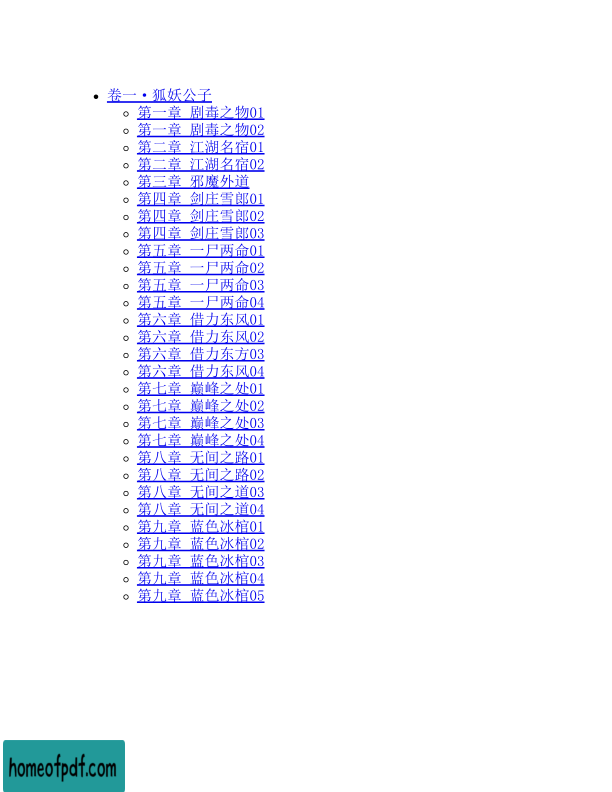 卷一·狐妖公子
第一章 剧毒之物01
第一章 剧毒之物02
第二章 江湖名宿01
第二章 江湖名宿02
第三章 邪魔外道
第四章 剑庄雪郎01
第四章 剑庄雪郎02
第四章 剑庄雪郎03
第五章 一尸两命01
第五章 一尸两命02
第五章 一尸两命03
第五章 一尸两命04
第六章 借力东风01
第六章 借力东风02
第六章 借力东方03
第六章 借力东风04
第七章 巅峰之处01
第七章 巅峰之处02
第七章 巅峰之处03
第七章 巅峰之处04
第八章 无间之路01
第八章 无间之路02
第八章 无间之道03
第八章 无间之道04
第九章 蓝色冰棺01
第九章 蓝色冰棺02
第九章 蓝色冰棺03
第九章 蓝色冰棺04
第九章 蓝色冰棺05
homeofpdf.com